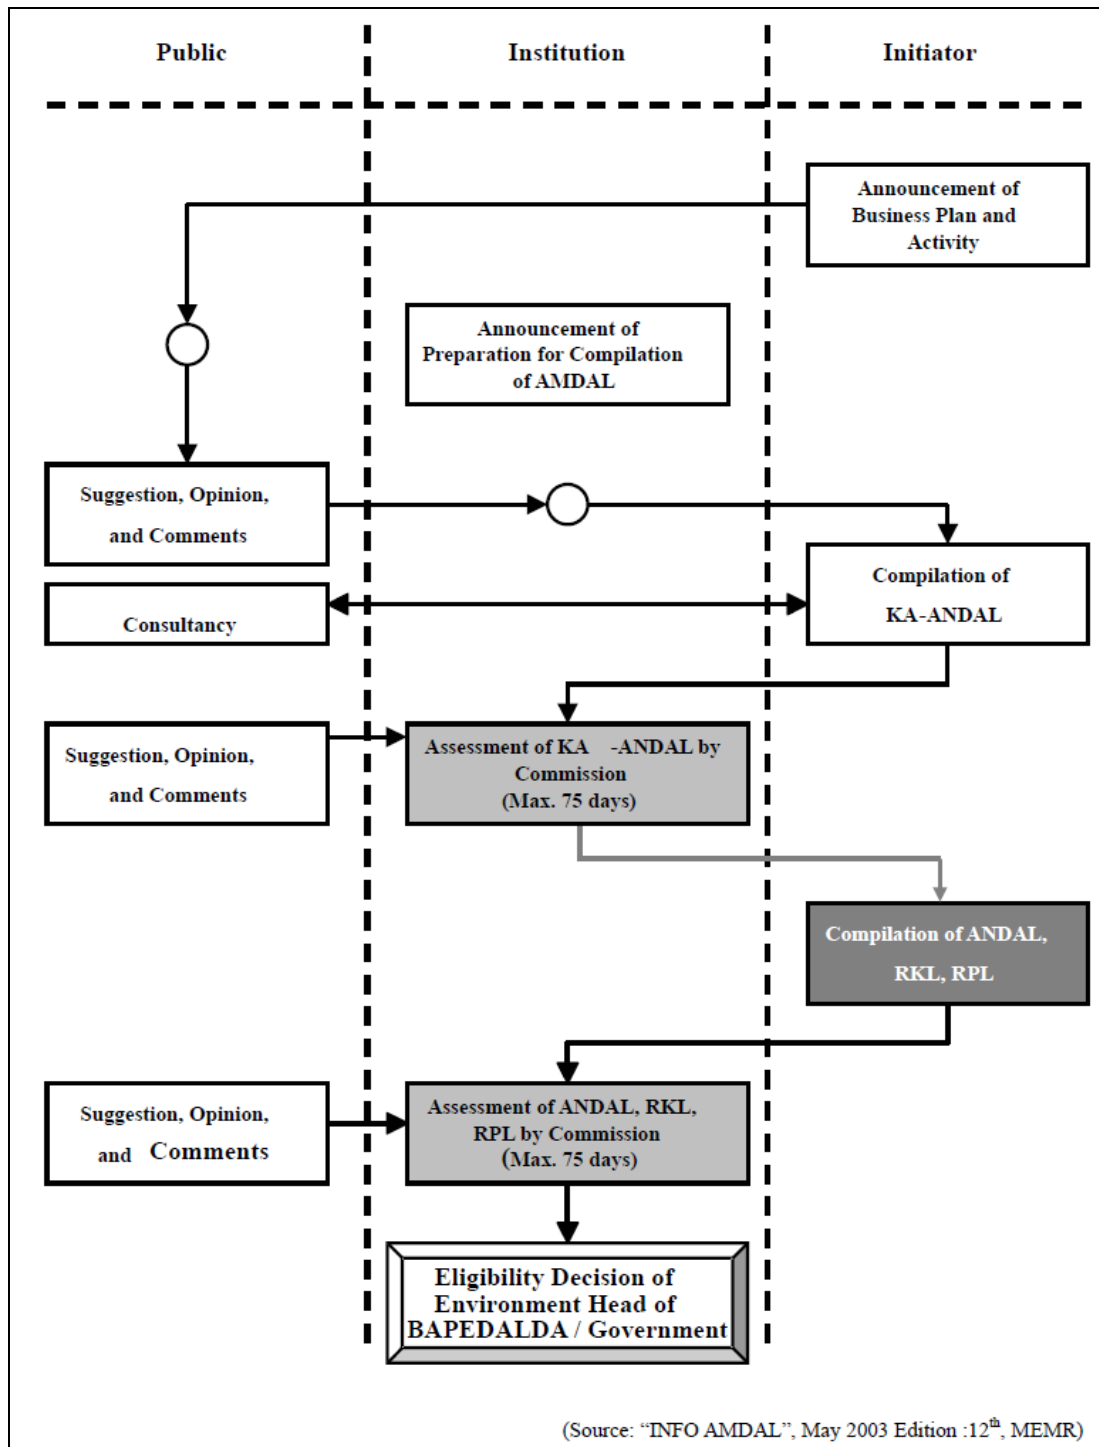 Public
Institution
Initiator
Announcement of
Business Plan and
Activity
Announcement of
Preparation for Compilation
of AMDAL
Suggestion, Opinion,
and Comments
Compilation of
KA-ANDAL
Consultancy
Suggestion, Opinion,
and Comments
Assessment of KA -ANDAL by
Commission
(Max. 75 days)
Compilation of ANDAL,
RKL, RPL
Suggestion, Opinion,
and Comments
Assessment of ANDAL, RKL,
RPL by Commission
(Max. 75 days)
Eligibility Decision of
Environment Head of
BAPEDALDA / Government
(Source: “INFO AMDAL”, May 2003 Edition :12th, MEMR)